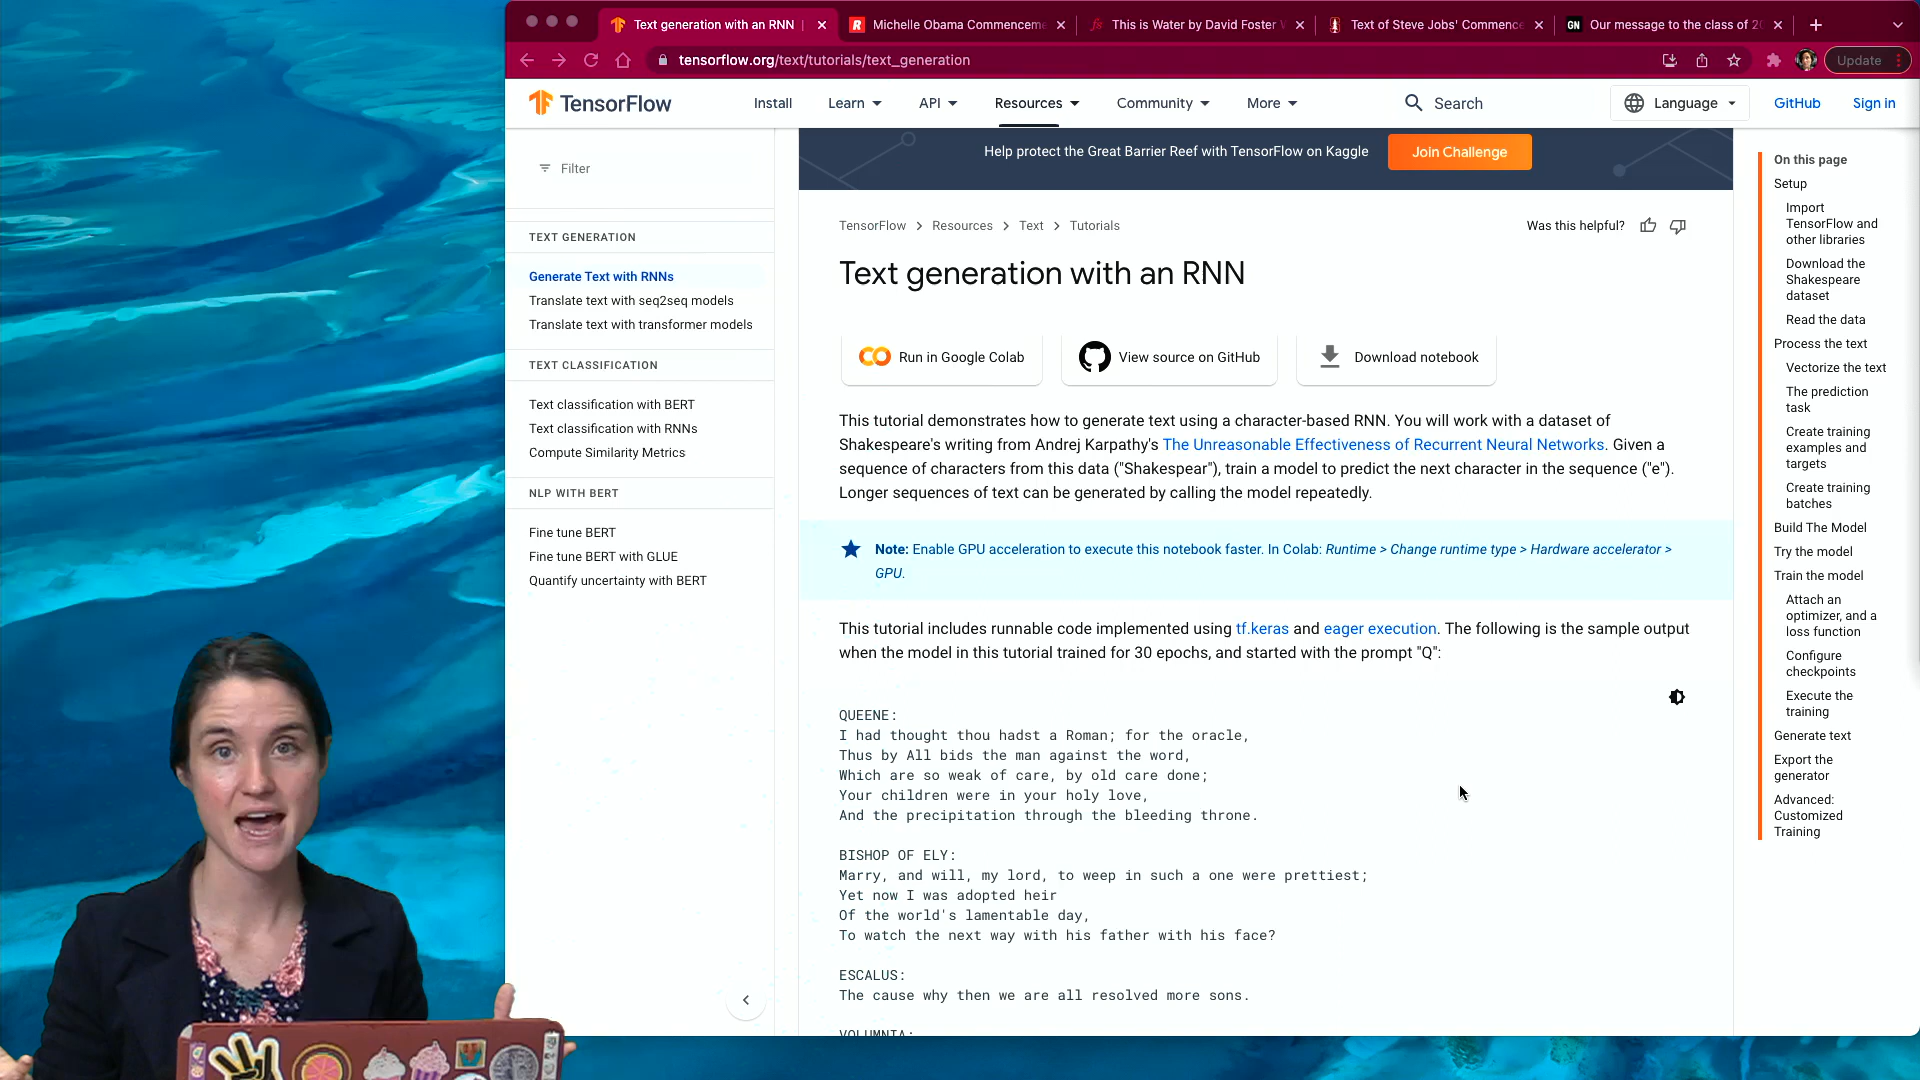 Text generation with an RNN
Michelle Obama Commenceme
This is Water by David Foster W
Text of Steve Jobs' Commence
GN Our message to the class of 20
tensorflow.org/text/tutorials/text_generation
Update
TensorFlow
Install
Learn
API
Resources
Community
More
Search
Language
GitHub
Sign in
Filter
TEXT GENERATION
Generate Text with RNNs
Translate text with seq2seq models
Translate text with transformer models
TEXT CLASSIFICATION
Text classification with BERT
Text classification with RNNs
Compute Similarity Metrics
NLP WITH BERT
Fine tune BERT
Fine tune BERT with GLUE
Quantify uncertainty with BERT
Help protect the Great Barrier Reef with TensorFlow on Kaggle
Join Challenge
TensorFlow > Resources > Text > Tutorials
Was this helpful?
Text generation with an RNN
Run in Google Colab
View source on GitHub
Download notebook
This tutorial demonstrates how to generate text using a character-based RNN. You will work with a dataset of
Shakespeare's writing from Andrej Karpathy's The Unreasonable Effectiveness of Recurrent Neural Networks. Given a
sequence of characters from this data ("Shakespear"), train a model to predict the next character in the sequence ("e").
Longer sequences of text can be generated by calling the model repeatedly.
Note: Enable GPU acceleration to execute this notebook faster. In Colab: Runtime > Change runtime type > Hardware accelerator >
GPU.
This tutorial includes runnable code implemented using tf.keras and eager execution. The following is the sample output
when the model in this tutorial trained for 30 epochs, and started with the prompt "Q":
QUEENE:
I had thought thou hadst a Roman; for the oracle,
Thus by All bids the man against the word,
Which are so weak of care, by old care done;
Your children were in your holy love,
And the precipitation through the bleeding throne.
BISHOP OF ELY:
Marry, and will, my lord, to weep in such a one were prettiest;
Yet now I was adopted heir
Of the world's lamentable day,
To watch the next way with his father with his face?
ESCALUS:
The cause why then we are all resolved more sons.
VOLUMNIA:
On this page
Setup
Import
TensorFlow and
other libraries
Download the
Shakespeare
dataset
Read the data
Process the text
Vectorize the text
The prediction
task
Create training
examples and
targets
Create training
batches
Build The Model
Try the model
Train the model
Attach an
optimizer, and a
loss function
Configure
checkpoints
Execute the
training
Generate text
Export the
generator
Advanced:
Customized
Training